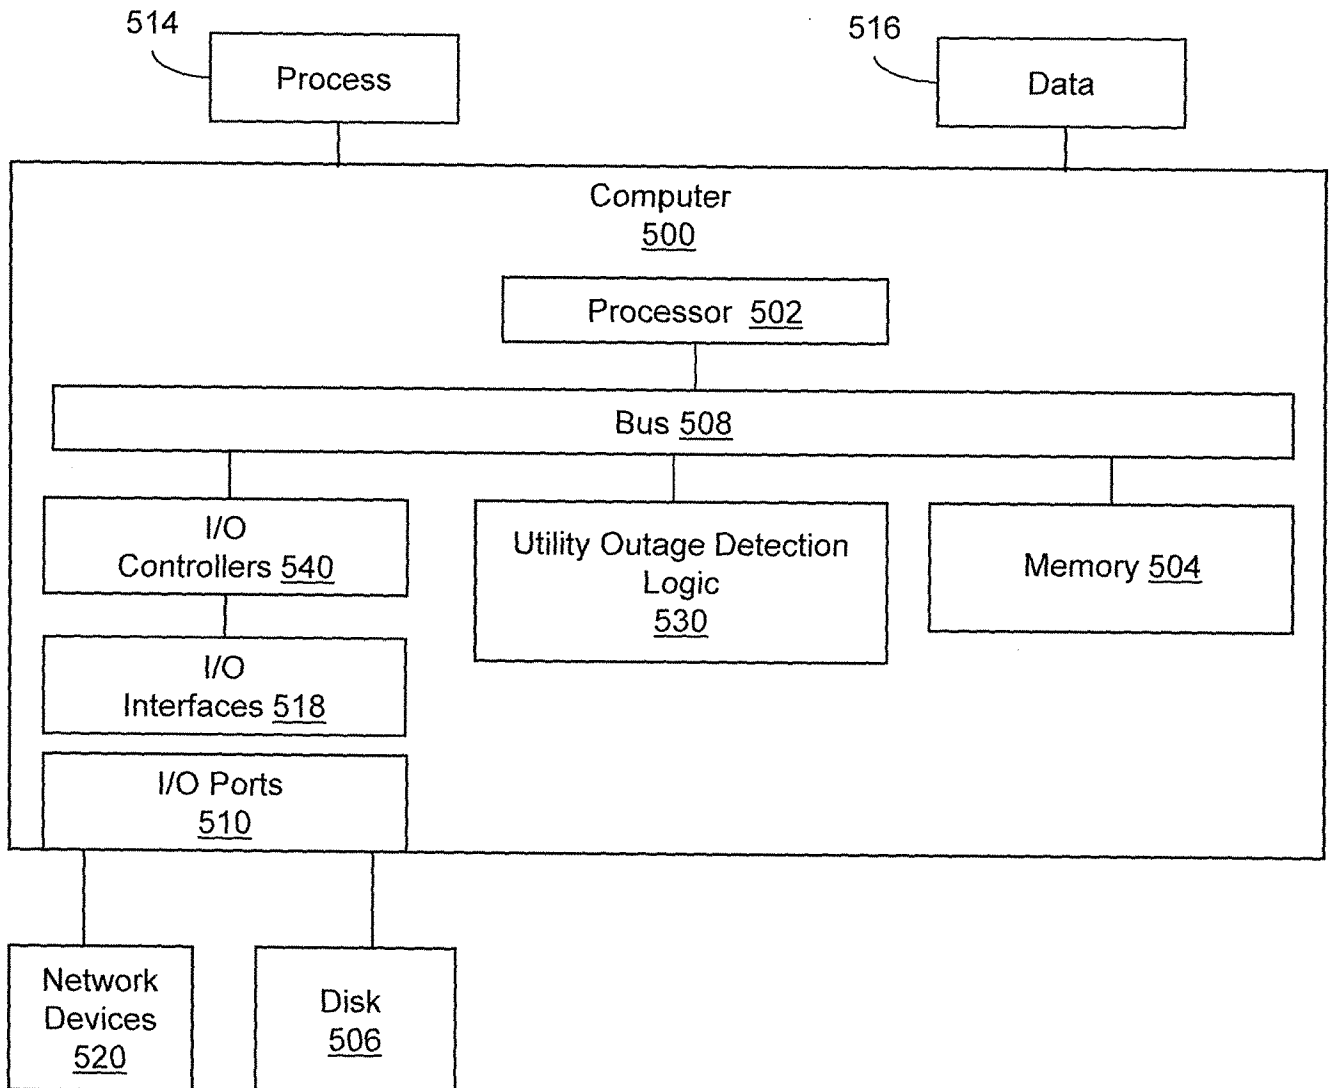 514
Process
516
Data
Computer
500
Processor 502
Bus 508
I/O
Controllers 540
Utility Outage Detection
Logic
530
Memory 504
I/O
Interfaces 518
I/O Ports
510
Network
Devices
520
Disk
506